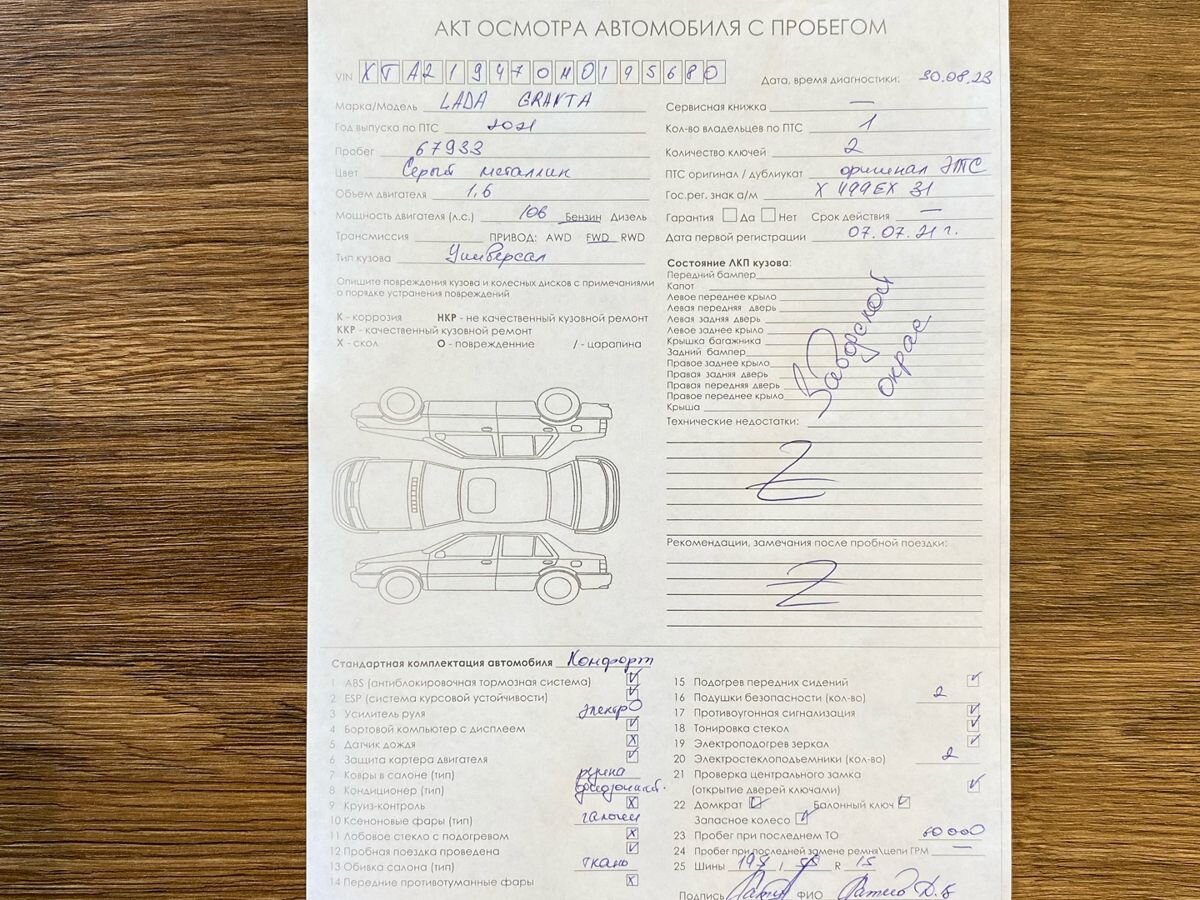 АКТ ОСМОТРА АВТОМОБИЛЯ С ПРОБЕГОМ
VIN XTA219470M0195680
Дата, время диагностики: 30.08.23
Марка/Модель LADA GRANTA
Год выпуска по ПТС 2021
Пробег 67933
Цвет Серый металлик
Объем двигателя 1,6
Мощность двигателя (л.с.) 106 Бензин Дизель
Трансмиссия ПРИВОД: AWD FWD RWD
Тип кузова Универсал
Опишите повреждения кузова и колесных дисков с примечаниями
о порядке устранения повреждений
К - коррозия НКР - не качественный кузовной ремонт
ККР - качественный кузовной ремонт
Х - скол О - поврежденние / - царапина
Сервисная книжка —
Кол-во владельцев по ПТС 1
Количество ключей 2
ПТС оригинал / дубликат оригинал ЭПТС
Гос.рег. знак а/м Х 499 ЕХ 31
Гарантия Да Нет Срок действия —
Дата первой регистрации 07.07.21 г.
Состояние ЛКП кузова:
Передний бампер
Капот
Левое переднее крыло
Левая передняя дверь
Левая задняя дверь
Левое заднее крыло
Крышка багажника
Задний бампер
Правое заднее крыло
Правая задняя дверь
Правая передняя дверь
Правое переднее крыло
Крыша
Заводской
окрас
Технические недостатки:
Рекомендации, замечания после пробной поездки:
Стандартная комплектация автомобиля Комфорт
1 ABS (антиблокировочная тормозная система)
2 ESP (система курсовой устойчивости)
3 Усилитель руля электро
4 Бортовой компьютер с дисплеем
5 Датчик дождя
6 Защита картера двигателя
7 Ковры в салоне (тип)
8 Кондиционер (тип)
9 Круиз-контроль
10 Ксеноновые фары (тип) галоген
11 Лобовое стекло с подогревом
12 Пробная поездка проведена
13 Обивка салона (тип) ткань
14 Передние противотуманные фары
15 Подогрев передних сидений
16 Подушки безопасности (кол-во) 2
17 Противоугонная сигнализация
18 Тонировка стекол
19 Электроподогрев зеркал
20 Электростеклоподъемники (кол-во) 2
21 Проверка центрального замка
(открытие дверей ключами)
22 Домкрат Балонный ключ
Запасное колесо
23 Пробег при последнем ТО 60 000
24 Пробег при последней замене ремня\цепи ГРМ —
25 Шины / R 15
Подпись ФИО